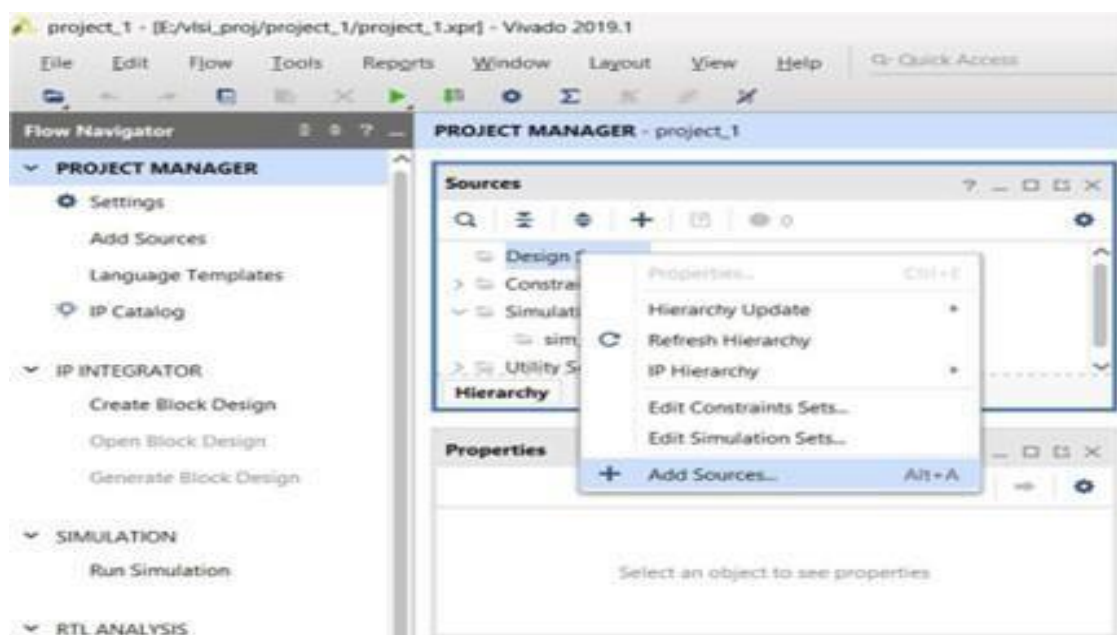 project_1 - [E:/vlsi_proj/project_1/project_1.xpr] - Vivado 2019.1
File Edit Flow Tools Reports Window Layout View Help Quick Access
Flow Navigator
PROJECT MANAGER
Settings
Add Sources
Language Templates
IP Catalog
IP INTEGRATOR
Create Block Design
Open Block Design
Generate Block Design
SIMULATION
Run Simulation
RTL ANALYSIS
PROJECT MANAGER - project_1
Sources
0
Design
Constrai
Simulati
sim
Utility S
Hierarchy
Properties... Ctrl+E
Hierarchy Update
Refresh Hierarchy
IP Hierarchy
Edit Constraints Sets...
Edit Simulation Sets...
Add Sources... Alt+A
Properties
Select an object to see properties